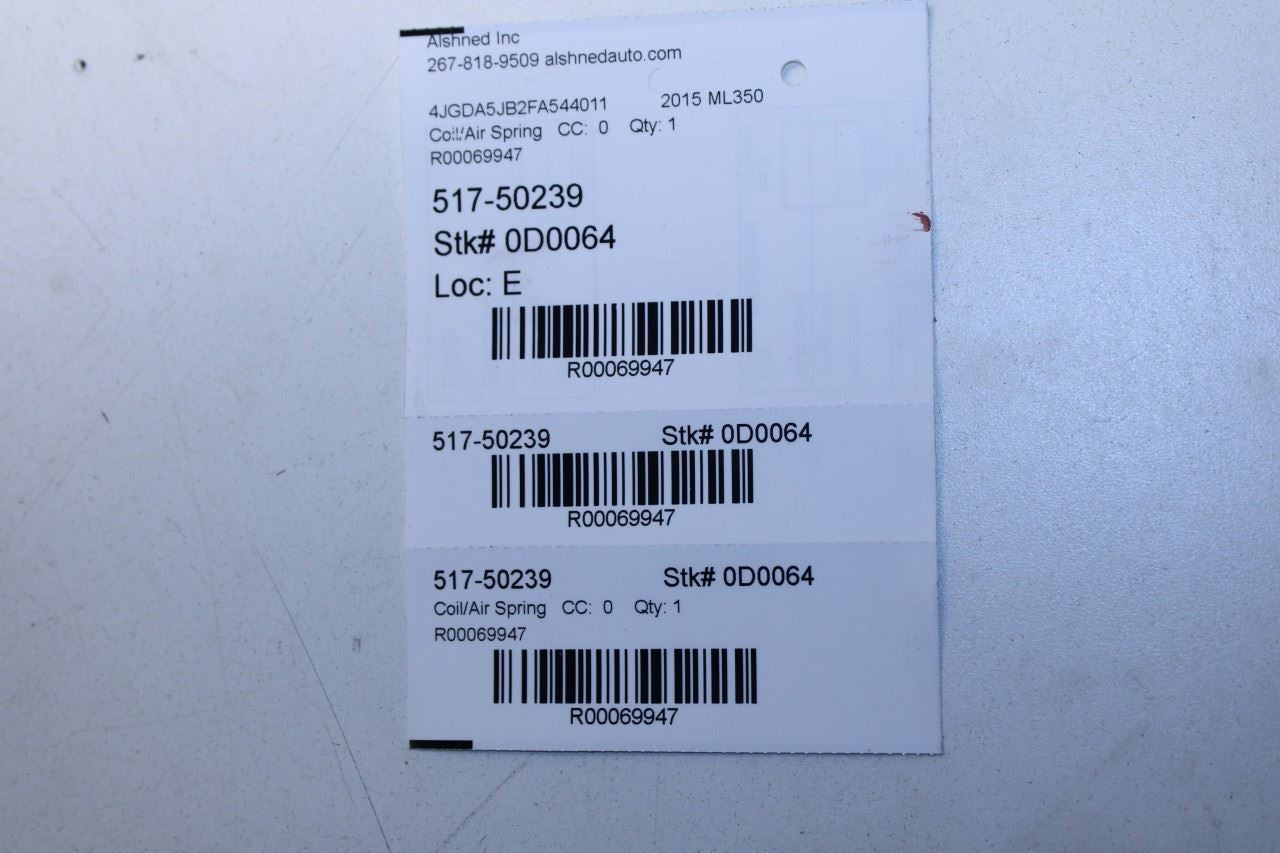 Alshned Inc
267-818-9509 alshnedauto.com
4JGDA5JB2FA544011 2015 ML350
Coil/Air Spring CC: 0 Qty: 1
R00069947
517-50239
Stk# 0D0064
Loc: E
R00069947
517-50239 Stk# 0D0064
R00069947
517-50239 Stk# 0D0064
Coil/Air Spring CC: 0 Qty: 1
R00069947
R00069947